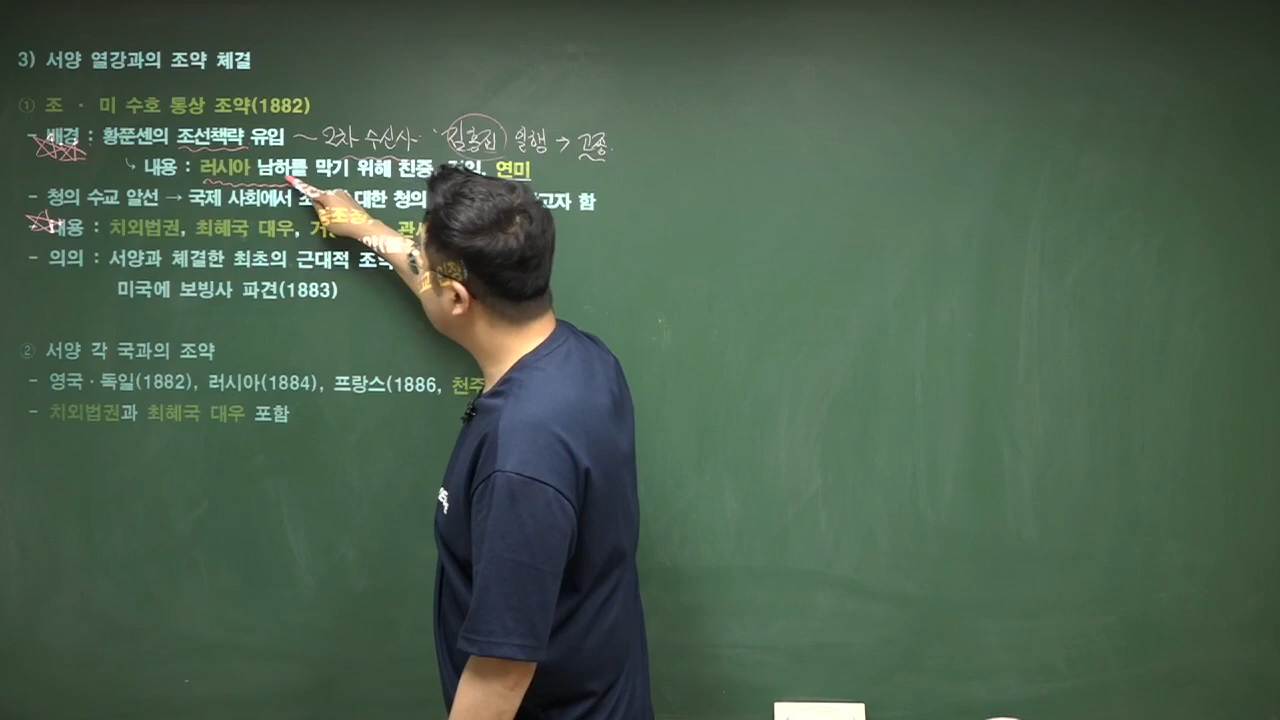 3) 서양 열강과의 조약 체결
① 조 · 미 수호 통상 조약(1882)
- 배경 : 황푼센의 조선책략 유입 ~ 2차 수신사 · 김홍집 일행 → 고종.
내용 : 러시아 남하를 막기 위해 친중, 연미
- 청의 수교 알선 → 국제 사회에서 대한 청의 고자 함
- 내용 : 치외법권, 최혜국 대우,
- 의의 : 서양과 체결한 최초의 근대적 조약
미국에 보빙사 파견(1883)
② 서양 각 국과의 조약
- 영국 · 독일(1882), 러시아(1884), 프랑스(1886, 천주
- 치외법권과 최혜국 대우 포함